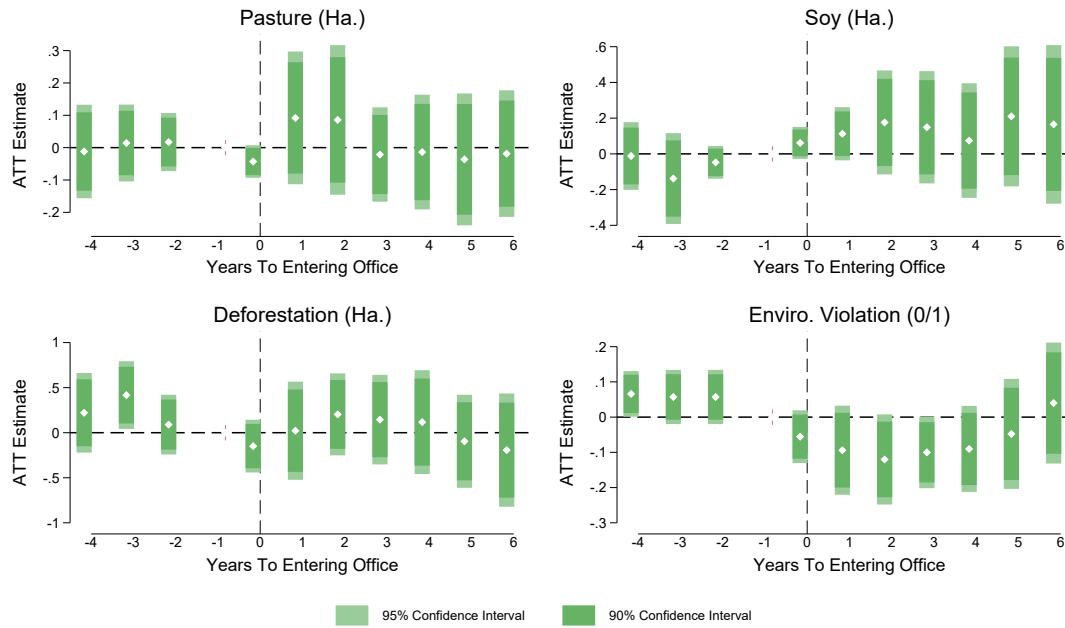 Pasture (Ha.)
ATT Estimate
.3
.2
.1
0
-.1
-.2
-4 -3 -2 -1 0 1 2 3 4 5 6
Years To Entering Office
Soy (Ha.)
ATT Estimate
.6
.4
.2
0
-.2
-.4
-4 -3 -2 -1 0 1 2 3 4 5 6
Years To Entering Office
Deforestation (Ha.)
ATT Estimate
1
.5
0
-.5
-1
-4 -3 -2 -1 0 1 2 3 4 5 6
Years To Entering Office
Enviro. Violation (0/1)
ATT Estimate
.2
.1
0
-.1
-.2
-.3
-4 -3 -2 -1 0 1 2 3 4 5 6
Years To Entering Office
95% Confidence Interval
90% Confidence Interval